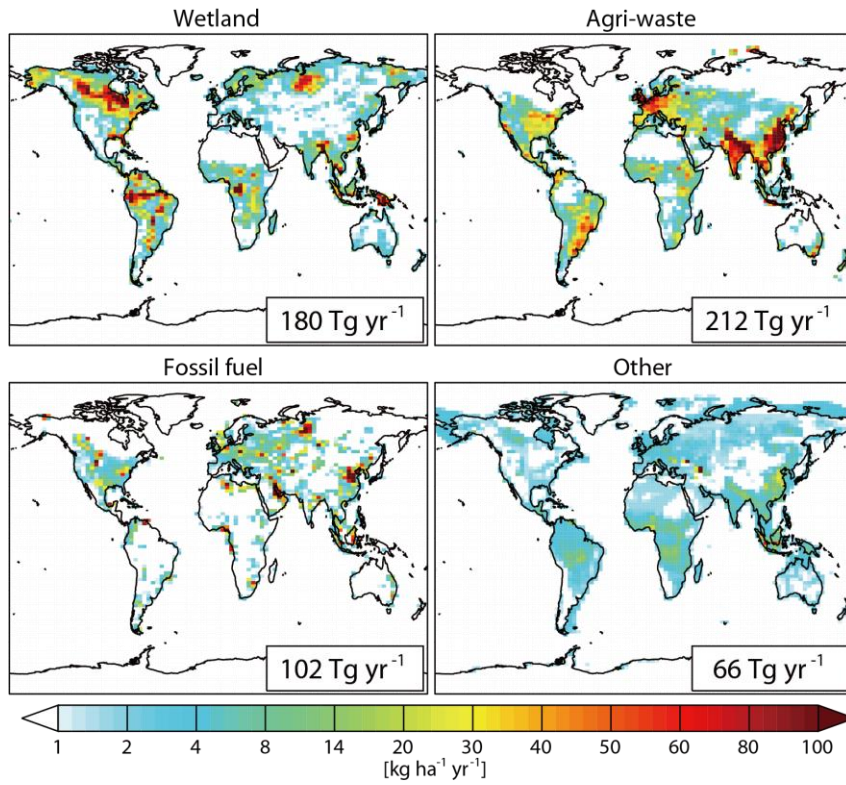 Wetland
Agri-waste
180 Tg yr⁻¹
212 Tg yr⁻¹
Fossil fuel
Other
102 Tg yr⁻¹
66 Tg yr⁻¹
1 2 4 8 14 20 30 40 50 60 80 100
[kg ha⁻¹ yr⁻¹]